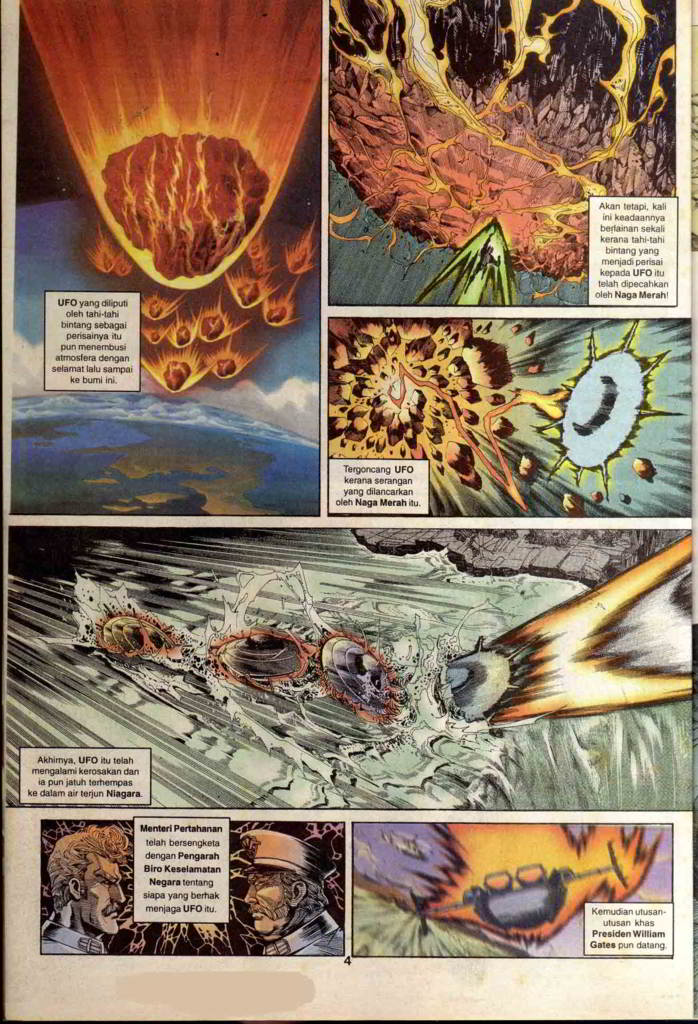 UFO yang diliputi
oleh tahi-tahi
bintang sebagai
perisainya itu
pun menembusi
atmosfera dengan
selamat lalu sampai
ke bumi ini.
Akan tetapi, kali
ini keadaannya
berlainan sekali
kerana tahi-tahi
bintang yang
menjadi perisai
kepada UFO itu
telah dipecahkan
oleh Naga Merah!
Tergoncang UFO
kerana serangan
yang dilancarkan
oleh Naga Merah itu.
Akhirnya, UFO itu telah
mengalami kerosakan dan
ia pun jatuh terhempas
ke dalam air terjun Niagara.
Menteri Pertahanan
telah bersengketa
dengan Pengarah
Biro Keselamatan
Negara tentang
siapa yang berhak
menjaga UFO itu.
Kemudian utusan-
utusan khas
Presiden William
Gates pun datang.
4